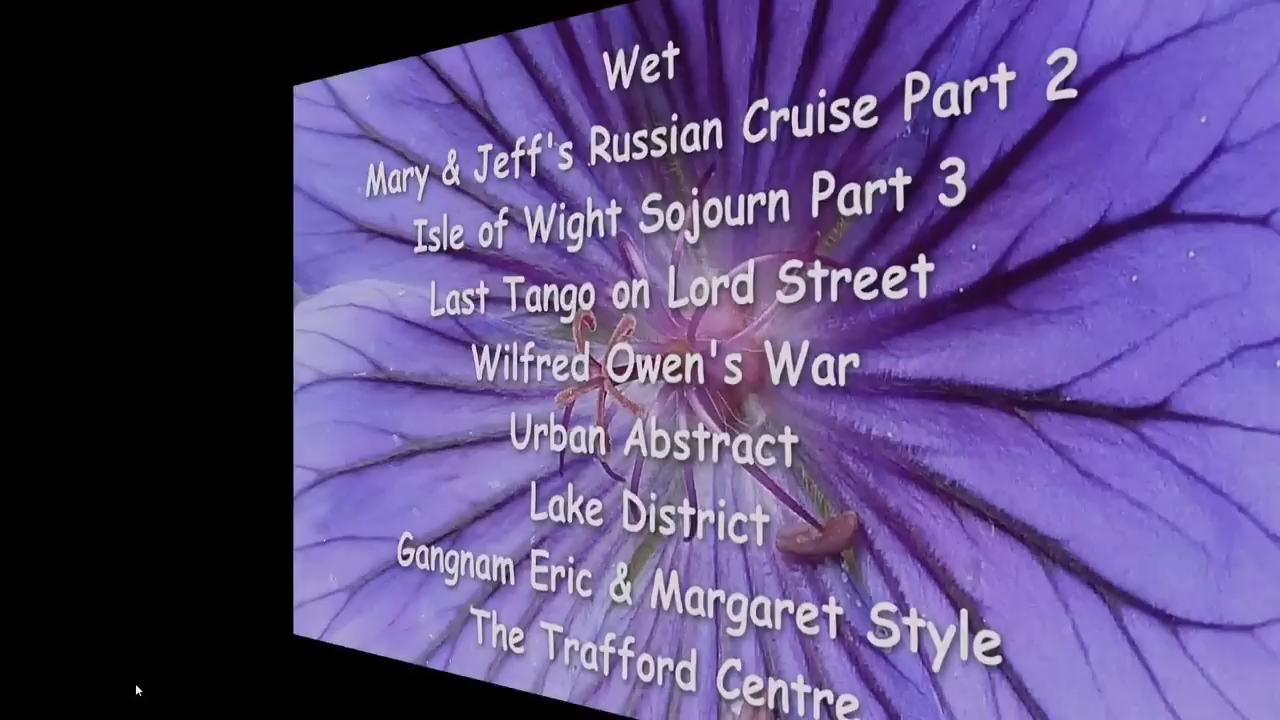 Wet
Mary & Jeff's Russian Cruise Part 2
Isle of Wight Sojourn Part 3
Last Tango on Lord Street
Wilfred Owen's War
Urban Abstract
Lake District
Gangnam Eric & Margaret Style
The Trafford Centre